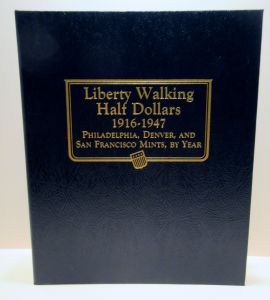 Liberty Walking
Half Dollars
1916-1947
Philadelphia, Denver, and
San Francisco Mints, by Year